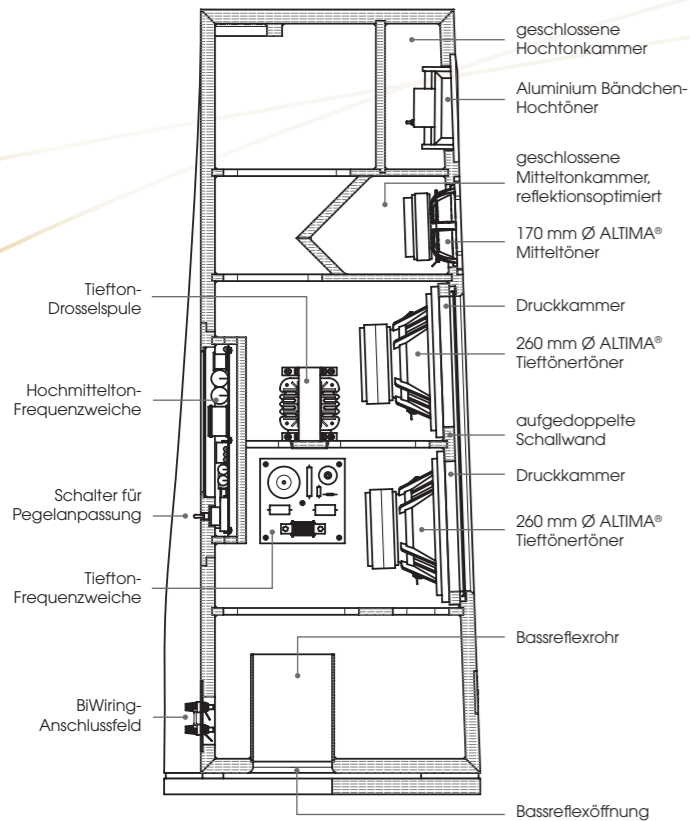 geschlossene
Hochtonkammer
Aluminium Bändchen-
Hochtöner
geschlossene
Mitteltonkammer,
reflektionsoptimiert
170 mm Ø ALTIMA®
Mitteltöner
Druckkammer
260 mm Ø ALTIMA®
Tieftönertöner
aufgedoppelte
Schallwand
Druckkammer
260 mm Ø ALTIMA®
Tieftönertöner
Bassreflexrohr
Bassreflexöffnung
Tiefton-
Drosselspule
Hochmittelton-
Frequenzweiche
Schalter für
Pegelanpassung
Tiefton-
Frequenzweiche
BiWiring-
Anschlussfeld